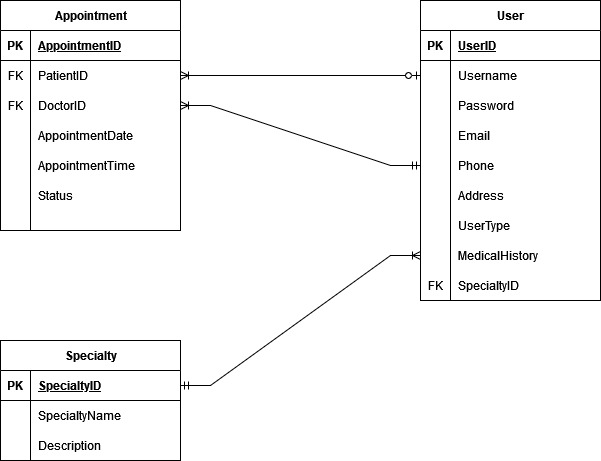 Appointment
PK AppointmentID
FK PatientID
FK DoctorID
AppointmentDate
AppointmentTime
Status
User
PK UserID
Username
Password
Email
Phone
Address
UserType
MedicalHistory
FK SpecialtyID
Specialty
PK SpecialtyID
SpecialtyName
Description